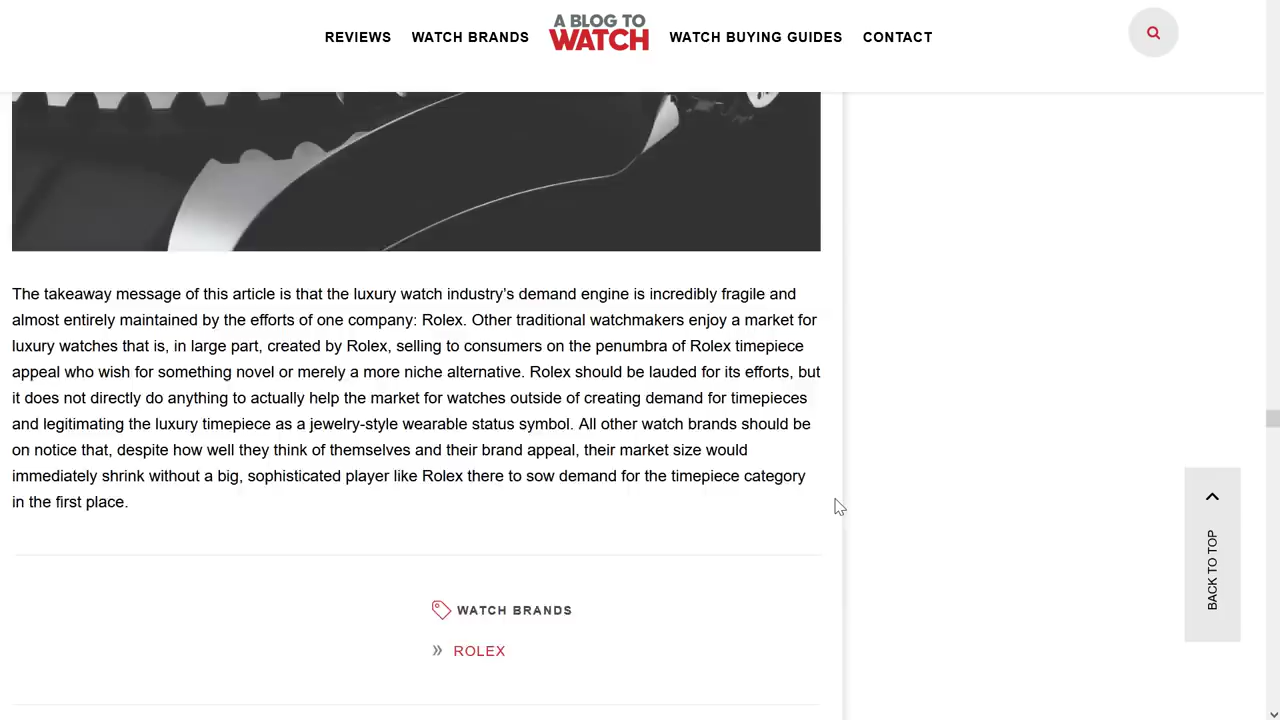 REVIEWS WATCH BRANDS A BLOG TO WATCH WATCH BUYING GUIDES CONTACT
The takeaway message of this article is that the luxury watch industry’s demand engine is incredibly fragile and
almost entirely maintained by the efforts of one company: Rolex. Other traditional watchmakers enjoy a market for
luxury watches that is, in large part, created by Rolex, selling to consumers on the penumbra of Rolex timepiece
appeal who wish for something novel or merely a more niche alternative. Rolex should be lauded for its efforts, but
it does not directly do anything to actually help the market for watches outside of creating demand for timepieces
and legitimating the luxury timepiece as a jewelry-style wearable status symbol. All other watch brands should be
on notice that, despite how well they think of themselves and their brand appeal, their market size would
immediately shrink without a big, sophisticated player like Rolex there to sow demand for the timepiece category
in the first place.
WATCH BRANDS
» ROLEX
BACK TO TOP